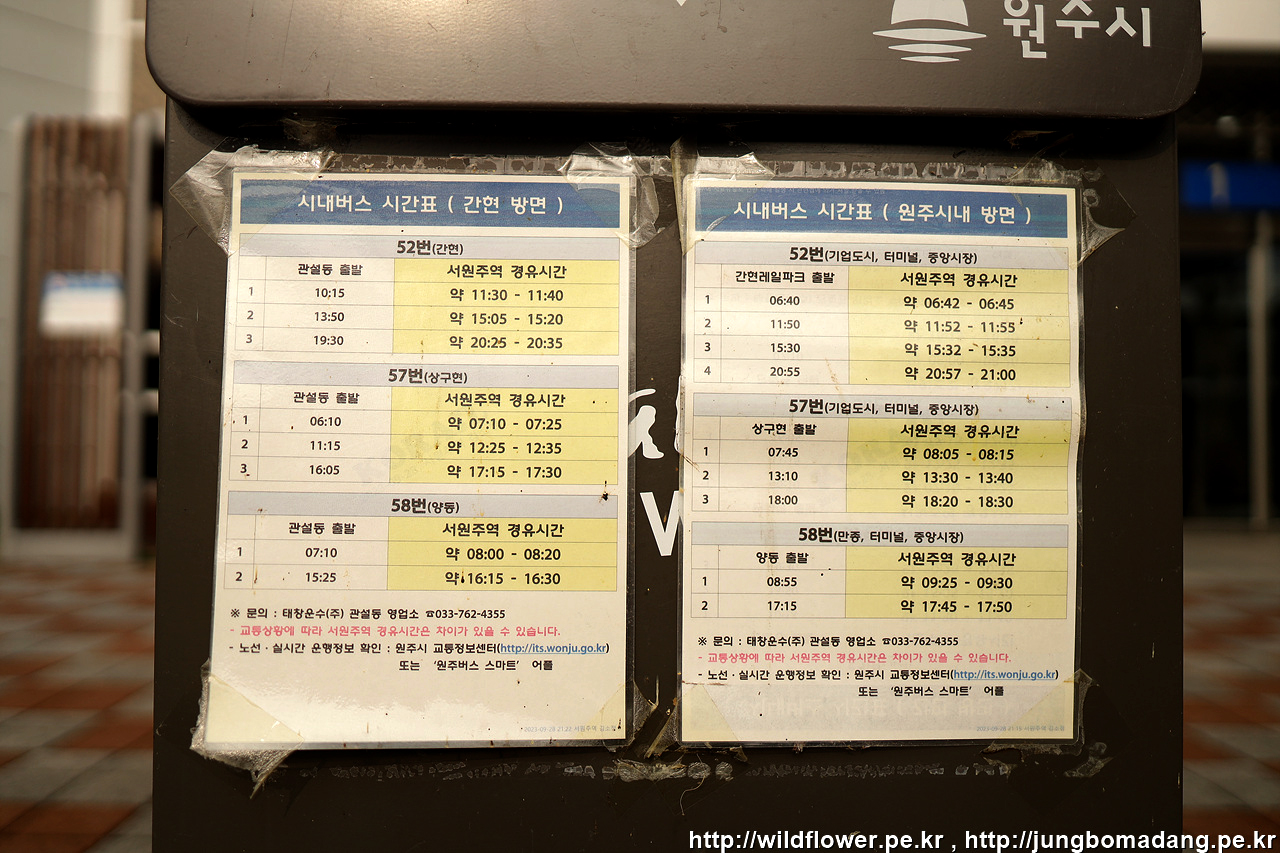 원주시
시내버스 시간표 ( 간현 방면 )
52번(간현)
관설동 출발 서원주역 경유시간
1 10:15 약 11:30 - 11:40
2 13:50 약 15:05 - 15:20
3 19:30 약 20:25 - 20:35
57번(상구현)
관설동 출발 서원주역 경유시간
1 06:10 약 07:10 - 07:25
2 11:15 약 12:25 - 12:35
3 16:05 약 17:15 - 17:30
58번(양동)
관설동 출발 서원주역 경유시간
1 07:10 약 08:00 - 08:20
2 15:25 약 16:15 - 16:30
※ 문의 : 태창운수(주) 관설동 영업소 ☎033-762-4355
- 교통상황에 따라 서원주역 경유시간은 차이가 있을 수 있습니다.
- 노선·실시간 운행정보 확인 : 원주시 교통정보센터(http://its.wonju.go.kr)
또는 '원주버스 스마트' 어플
시내버스 시간표 ( 원주시내 방면 )
52번(기업도시, 터미널, 중앙시장)
간현레일파크 출발 서원주역 경유시간
1 06:40 약 06:42 - 06:45
2 11:50 약 11:52 - 11:55
3 15:30 약 15:32 - 15:35
4 20:55 약 20:57 - 21:00
57번(기업도시, 터미널, 중앙시장)
상구현 출발 서원주역 경유시간
1 07:45 약 08:05 - 08:15
2 13:10 약 13:30 - 13:40
3 18:00 약 18:20 - 18:30
58번(만종, 터미널, 중앙시장)
양동 출발 서원주역 경유시간
1 08:55 약 09:25 - 09:30
2 17:15 약 17:45 - 17:50
※ 문의 : 태창운수(주) 관설동 영업소 ☎033-762-4355
- 교통상황에 따라 서원주역 경유시간은 차이가 있을 수 있습니다.
- 노선·실시간 운행정보 확인 : 원주시 교통정보센터(http://its.wonju.go.kr)
또는 '원주버스 스마트' 어플
http://wildflower.pe.kr , http://jungbomadang.pe.kr